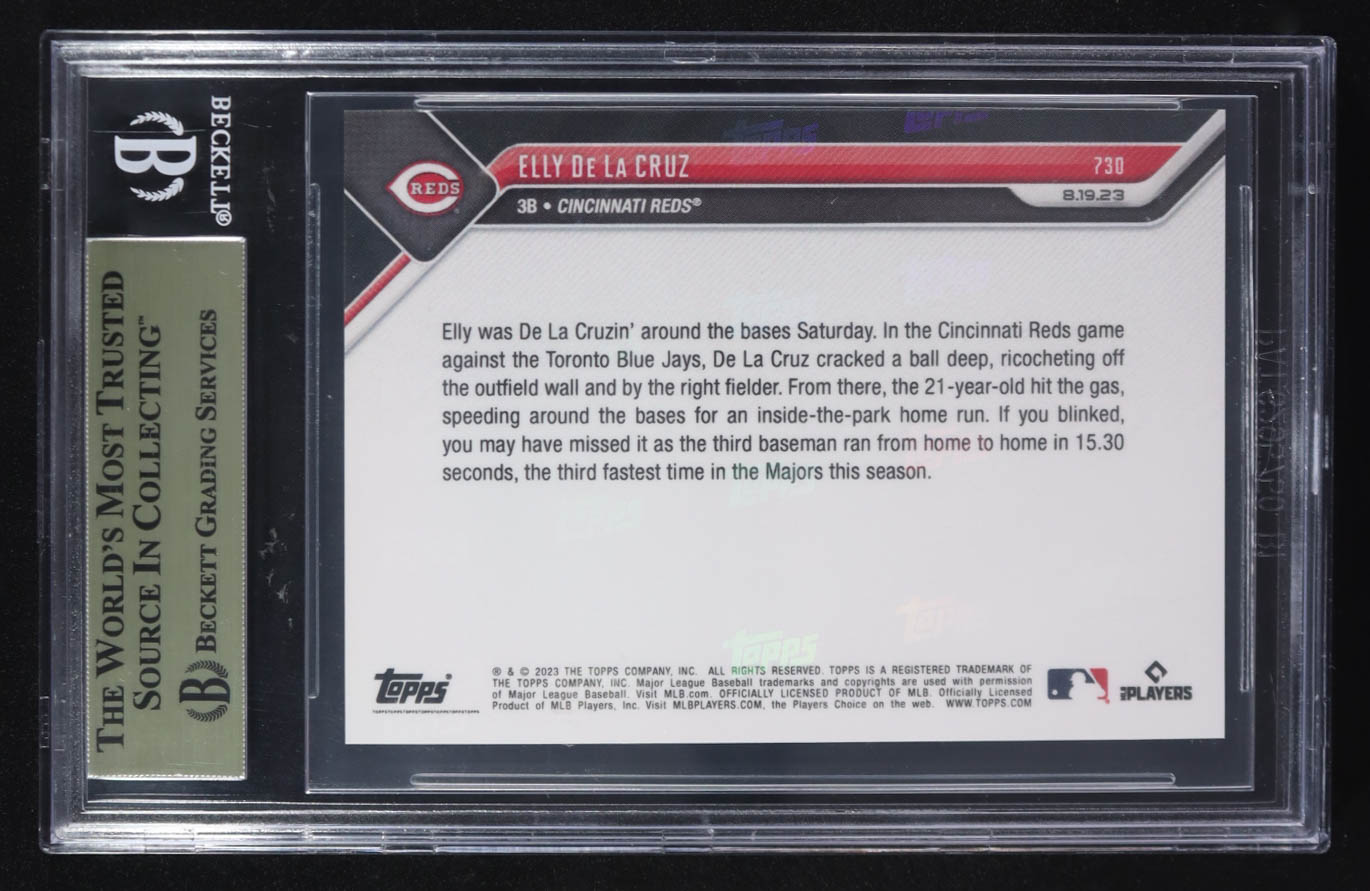 BECKETT®
B
THE WORLD'S MOST TRUSTED
SOURCE IN COLLECTING™
B BECKETT GRADING SERVICES
REDS
ELLY DE LA CRUZ
730
3B • CINCINNATI REDS®
8.19.23
Elly was De La Cruzin' around the bases Saturday. In the Cincinnati Reds game
against the Toronto Blue Jays, De La Cruz cracked a ball deep, ricocheting off
the outfield wall and by the right fielder. From there, the 21-year-old hit the gas,
speeding around the bases for an inside-the-park home run. If you blinked,
you may have missed it as the third baseman ran from home to home in 15.30
seconds, the third fastest time in the Majors this season.
Topps
Topps
Topps
Topps
Topps®
® & © 2023 THE TOPPS COMPANY, INC. ALL RIGHTS RESERVED. TOPPS IS A REGISTERED TRADEMARK OF
THE TOPPS COMPANY, INC. Major League Baseball trademarks and copyrights are used with permission
of Major League Baseball. Visit MLB.com. OFFICIALLY LICENSED PRODUCT OF MLB. Officially Licensed
Product of MLB Players, Inc. Visit MLBPLAYERS.COM, the Players Choice on the web. WWW.TOPPS.COM
MLB PLAYERS